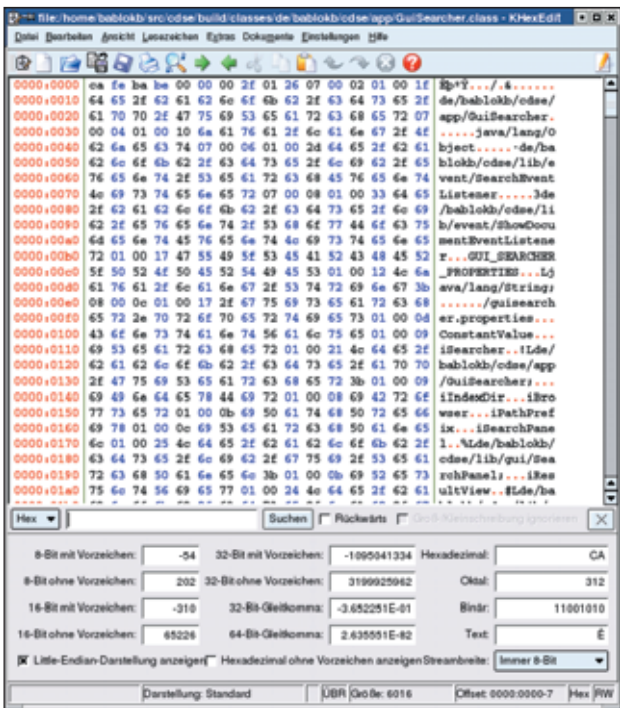 file:/home/bablokb/src/cdse/build/classes/de/bablokb/cdse/app/GuiSearcher.class - KHexEdit
Datei Bearbeiten Ansicht Lesezeichen Extras Dokumente Einstellungen Hilfe
0000:0000 ca fe ba be 00 00 00 2f 01 26 07 00 02 01 00 1f ÊþºŸ.../.&......
0000:0010 64 65 2f 62 61 62 6c 6f 6b 62 2f 63 64 73 65 2f de/bablokb/cdse/
0000:0020 61 70 70 2f 47 75 69 53 65 61 72 63 68 65 72 07 app/GuiSearcher.
0000:0030 00 04 01 00 10 6a 61 76 61 2f 6c 61 6e 67 2f 4f .....java/lang/O
0000:0040 62 6a 65 63 74 07 00 06 01 00 2d 64 65 2f 62 61 bject.....-de/ba
0000:0050 62 6c 6f 6b 62 2f 63 64 73 65 2f 6c 69 62 2f 65 blokb/cdse/lib/e
0000:0060 76 65 6e 74 2f 53 65 61 72 63 68 45 76 65 6e 74 vent/SearchEvent
0000:0070 4c 69 73 74 65 6e 65 72 07 00 08 01 00 33 64 65 Listener.....3de
0000:0080 2f 62 61 62 6c 6f 6b 62 2f 63 64 73 65 2f 6c 69 /bablokb/cdse/li
0000:0090 62 2f 65 76 65 6e 74 2f 53 68 6f 77 44 6f 63 75 b/event/ShowDocu
0000:00a0 6d 65 6e 74 45 76 65 6e 74 4c 69 73 74 65 6e 65 mentEventListene
0000:00b0 72 01 00 17 47 55 49 5f 53 45 41 52 43 48 45 52 r...GUI_SEARCHER
0000:00c0 5f 50 52 4f 50 45 52 54 49 45 53 01 00 12 4c 6a _PROPERTIES...Lj
0000:00d0 61 76 61 2f 6c 61 6e 67 2f 53 74 72 69 6e 67 3b ava/lang/String;
0000:00e0 08 00 0c 01 00 17 2f 67 75 69 73 65 61 72 63 68 ....../guisearch
0000:00f0 65 72 2e 70 72 6f 70 65 72 74 69 65 73 01 00 0d er.properties...
0000:0100 43 6f 6e 73 74 61 6e 74 56 61 6c 75 65 01 00 09 ConstantValue...
0000:0110 69 53 65 61 72 63 68 65 72 01 00 21 4c 64 65 2f iSearcher..!Lde/
0000:0120 62 61 62 6c 6f 6b 62 2f 63 64 73 65 2f 61 70 70 bablokb/cdse/app
0000:0130 2f 47 75 69 53 65 61 72 63 68 65 72 3b 01 00 09 /GuiSearcher;...
0000:0140 69 49 6e 64 65 78 44 69 72 01 00 08 69 42 72 6f iIndexDir...iBro
0000:0150 77 73 65 72 01 00 0b 69 50 61 74 68 50 72 65 66 wser...iPathPref
0000:0160 69 78 01 00 0c 69 53 65 61 72 63 68 50 61 6e 65 ix...iSearchPane
0000:0170 6c 01 00 25 4c 64 65 2f 62 61 62 6c 6f 6b 62 2f l..%Lde/bablokb/
0000:0180 63 64 73 65 2f 6c 69 62 2f 67 75 69 2f 53 65 61 cdse/lib/gui/Sea
0000:0190 72 63 68 50 61 6e 65 6c 3b 01 00 0b 69 52 65 73 rchPanel;...iRes
0000:01a0 75 6c 74 56 69 65 77 01 00 24 4c 64 65 2f 62 61 ultView..$Lde/ba
Hex Suchen Rückwärts Groß-/Kleinschreibung ignorieren
8-Bit mit Vorzeichen: -54 32-Bit mit Vorzeichen: -1095041334 Hexadezimal: CA
8-Bit ohne Vorzeichen: 202 32-Bit ohne Vorzeichen: 3199925962 Oktal: 312
16-Bit mit Vorzeichen: -310 32-Bit-Gleitkomma: -3.652251E-01 Binär: 11001010
16-Bit ohne Vorzeichen: 65226 64-Bit-Gleitkomma: 2.635551E-82 Text: Ê
Little-Endian-Darstellung anzeigen Hexadezimal ohne Vorzeichen anzeigen Streambreite: Immer 8-Bit
Darstellung: Standard ÜBR Größe: 6016 Offset: 0000:0000-7 Hex RW